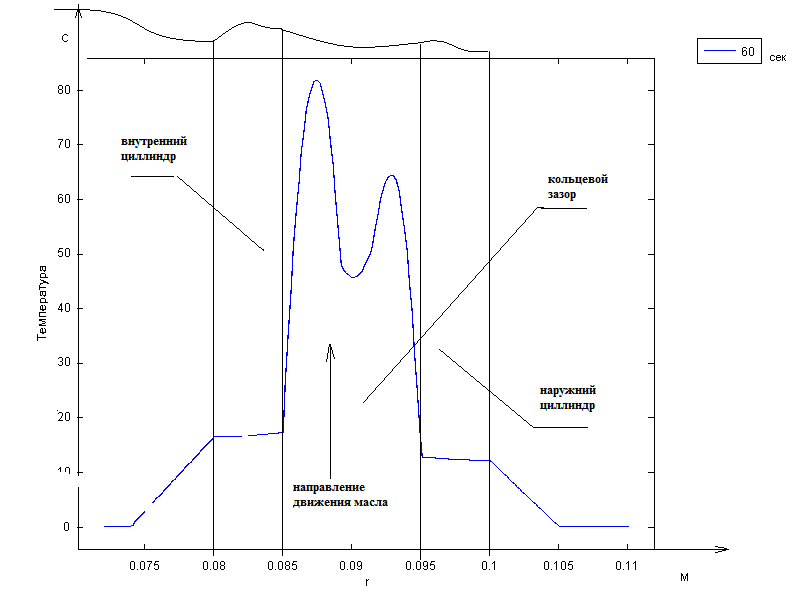 С
60
сек
80
70
60
50
40
30
20
10
0
Температура
внутренний
циллиндр
кольцевой
зазор
наружний
циллиндр
направление
движения масла
0.075
0.08
0.085
0.09
0.095
0.1
0.105
0.11
r
М